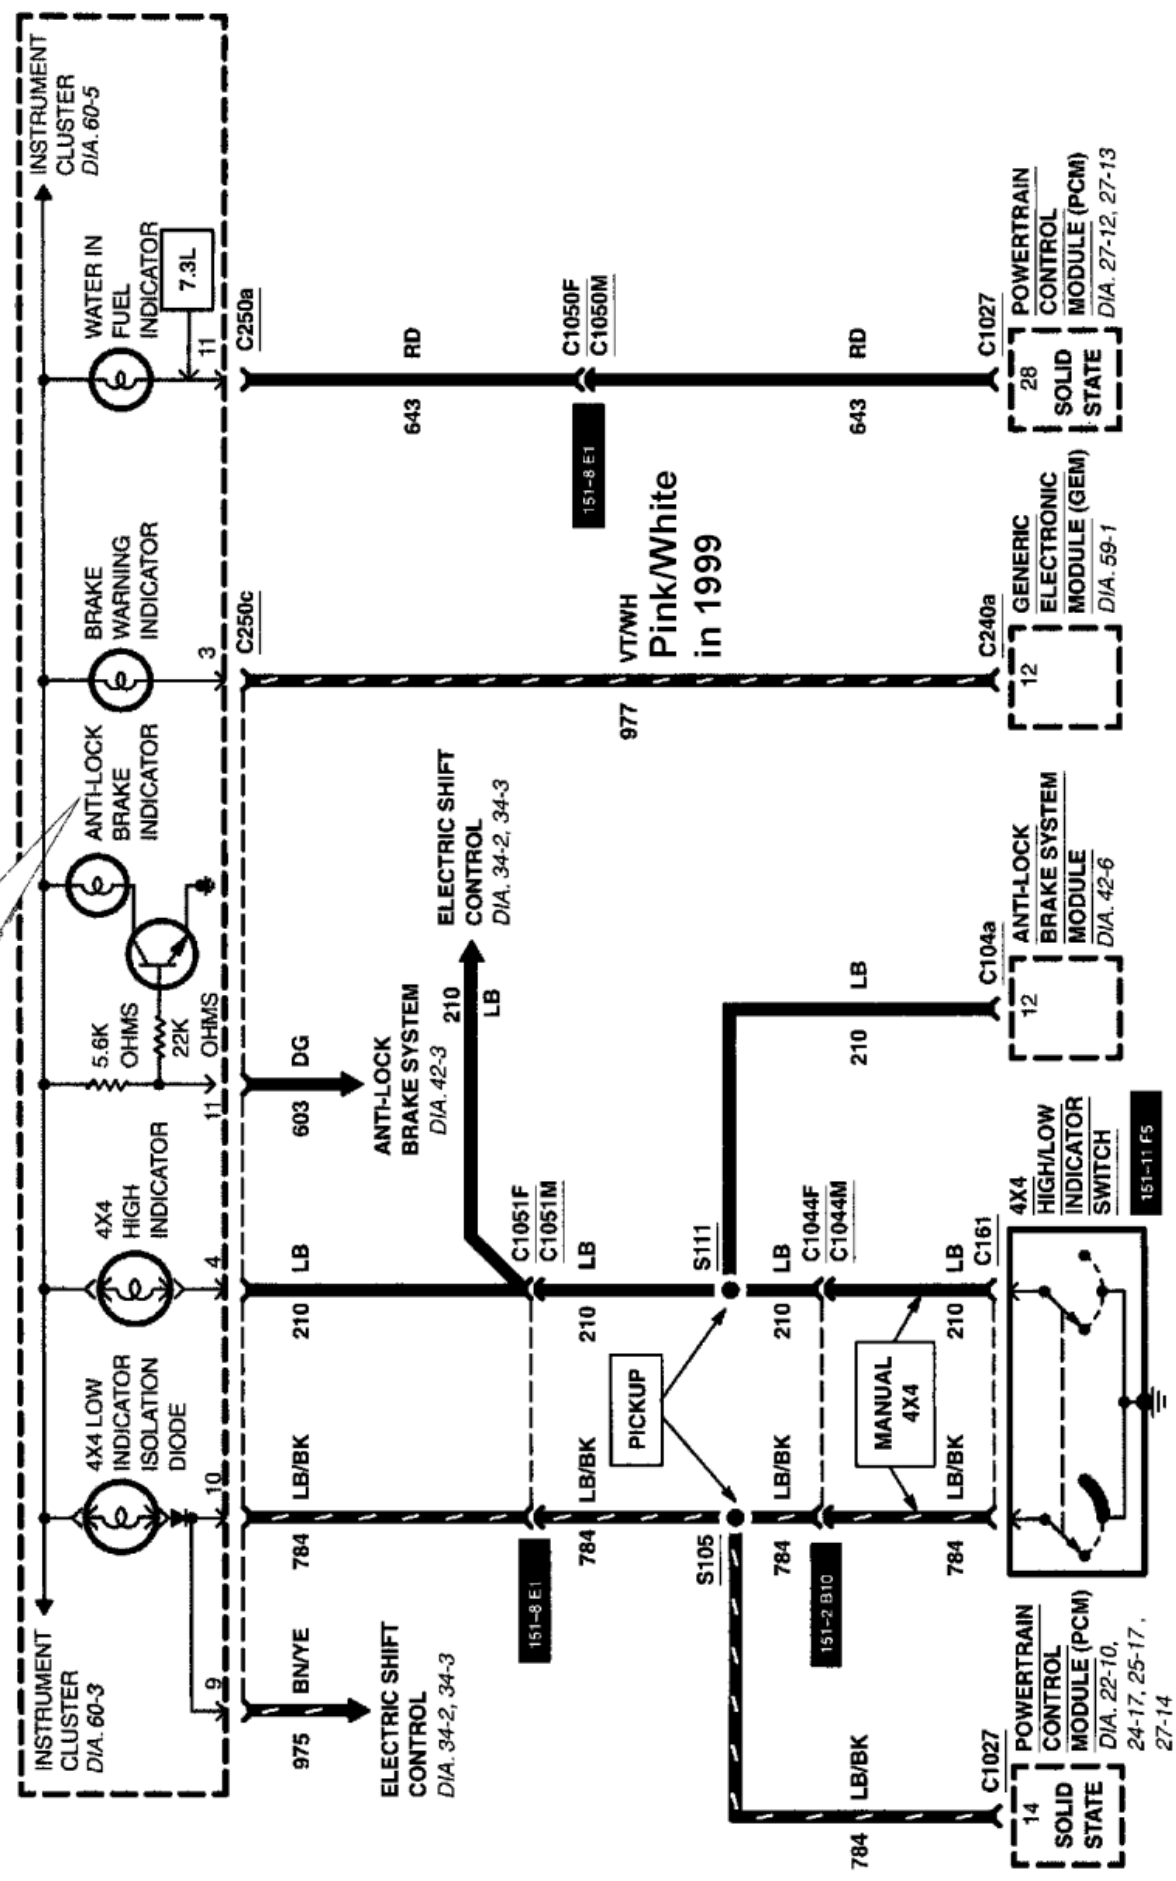 INSTRUMENT
CLUSTER
DIA. 60-3
9
4X4 LOW
INDICATOR
ISOLATION
DIODE
10
4X4
HIGH
INDICATOR
4
5.6K
OHMS
22K
OHMS
11
ANTI-LOCK
BRAKE
INDICATOR
BRAKE
WARNING
INDICATOR
3
WATER IN
FUEL
INDICATOR
7.3L
11
INSTRUMENT
CLUSTER
DIA. 60-5
C250c
C250a
975
BN/YE
784
LB/BK
210
LB
603
DG
643
RD
ELECTRIC SHIFT
CONTROL
DIA. 34-2, 34-3
ANTI-LOCK
BRAKE SYSTEM
DIA. 42-3
210
LB
ELECTRIC SHIFT
CONTROL
DIA. 34-2, 34-3
151-8 E1
C1051F
C1051M
151-8 E1
C1050F
C1050M
784
LB/BK
210
LB
977
VT/WH
Pink/White
in 1999
PICKUP
S105
S111
784
LB/BK
210
LB
151-2 B10
C1044F
C1044M
784
LB/BK
MANUAL
4X4
210
LB
643
RD
784
LB/BK
210
LB
C1027
C161
C104a
C240a
C1027
14
SOLID
STATE
POWERTRAIN
CONTROL
MODULE (PCM)
DIA. 22-10,
24-17, 25-17,
27-14
4X4
HIGH/LOW
INDICATOR
SWITCH
151-11 F5
12
ANTI-LOCK
BRAKE SYSTEM
MODULE
DIA. 42-6
12
GENERIC
ELECTRONIC
MODULE (GEM)
DIA. 59-1
28
SOLID
STATE
POWERTRAIN
CONTROL
MODULE (PCM)
DIA. 27-12, 27-13